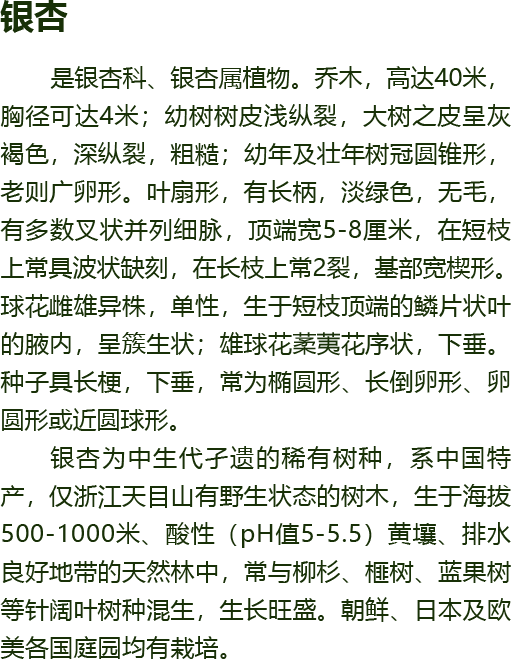 银杏
是银杏科、银杏属植物。乔木，高达40米，
胸径可达4米；幼树树皮浅纵裂，大树之皮呈灰
褐色，深纵裂，粗糙；幼年及壮年树冠圆锥形，
老则广卵形。叶扇形，有长柄，淡绿色，无毛，
有多数叉状并列细脉，顶端宽5-8厘米，在短枝
上常具波状缺刻，在长枝上常2裂，基部宽楔形。
球花雌雄异株，单性，生于短枝顶端的鳞片状叶
的腋内，呈簇生状；雄球花葇荑花序状，下垂。
种子具长梗，下垂，常为椭圆形、长倒卵形、卵
圆形或近圆球形。
银杏为中生代孑遗的稀有树种，系中国特
产，仅浙江天目山有野生状态的树木，生于海拔
500-1000米、酸性（pH值5-5.5）黄壤、排水
良好地带的天然林中，常与柳杉、榧树、蓝果树
等针阔叶树种混生，生长旺盛。朝鲜、日本及欧
美各国庭园均有栽培。